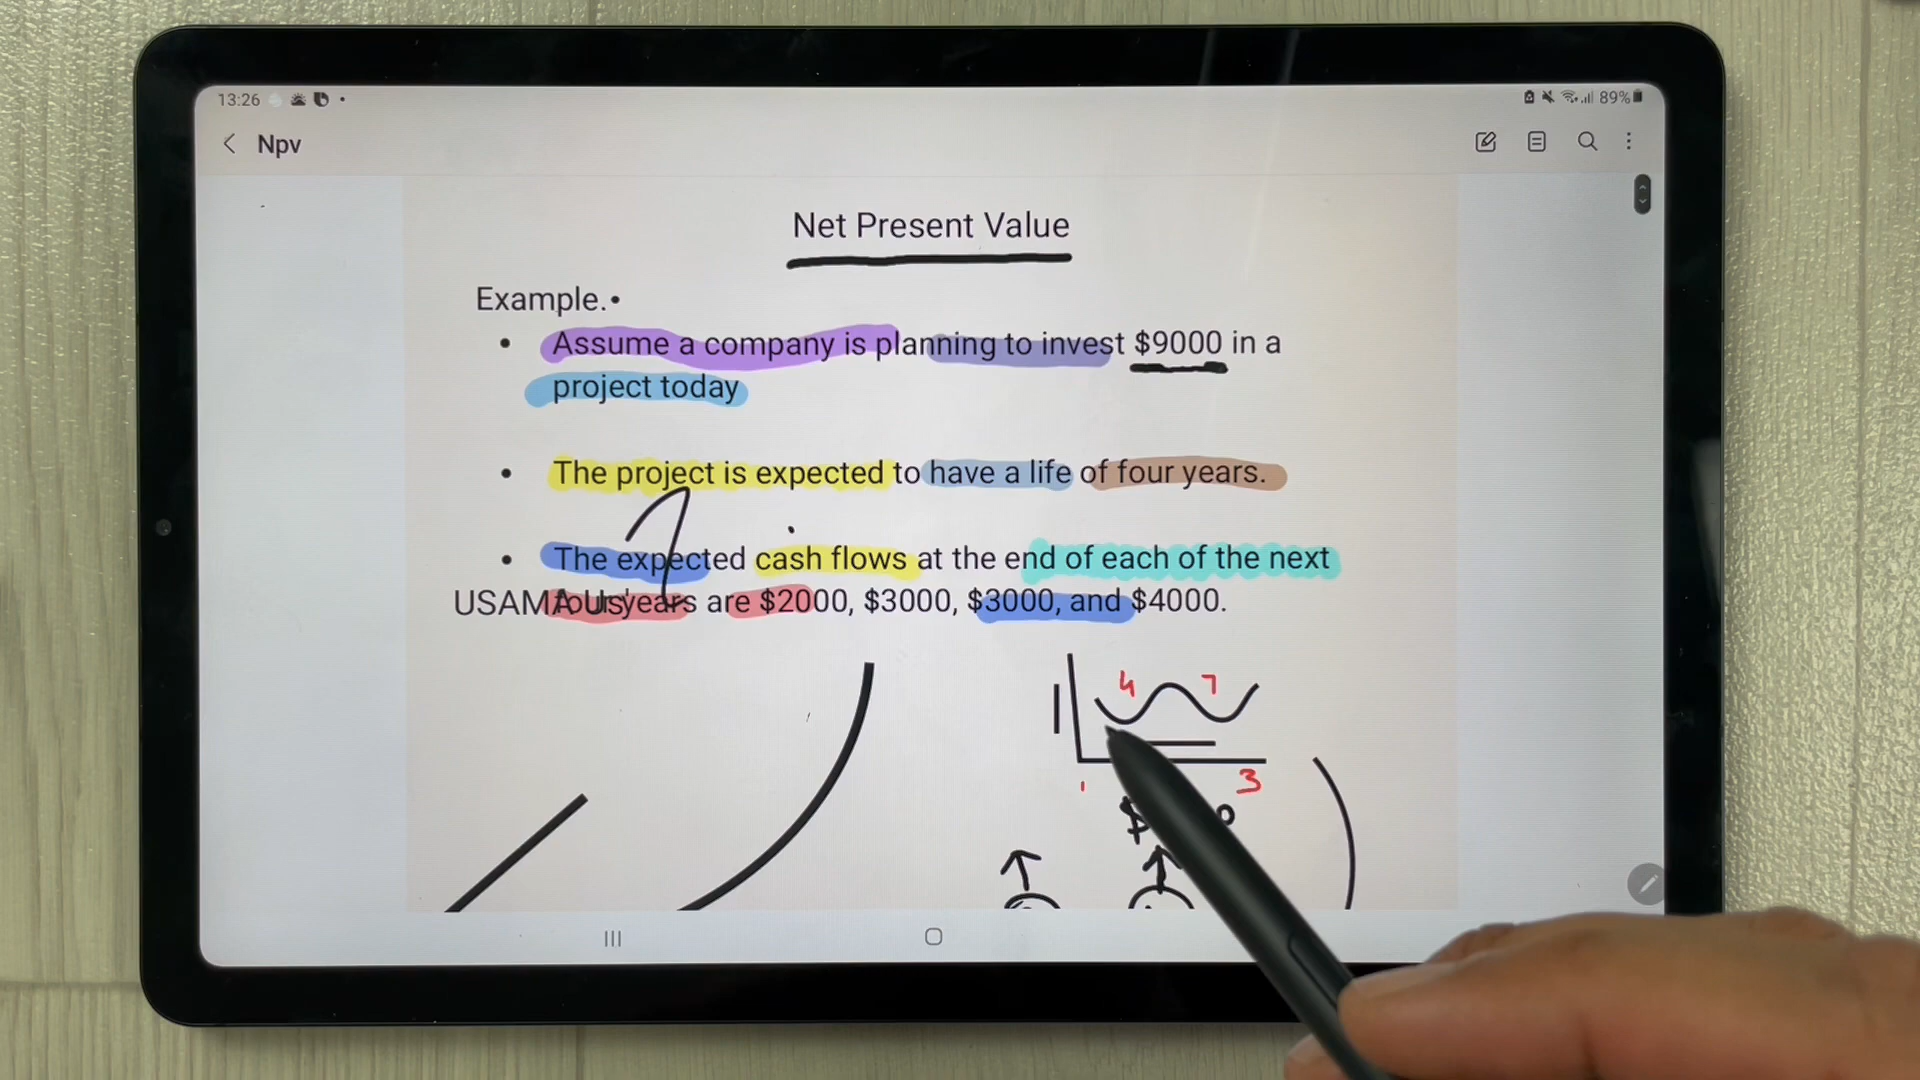 13:26
89%
Npv
Net Present Value
Example.•
• Assume a company is planning to invest $9000 in a
project today
• The project is expected to have a life of four years.
• The expected cash flows at the end of each of the next
USAMA years are $2000, $3000, $3000, and $4000.
4 7
1 3
$